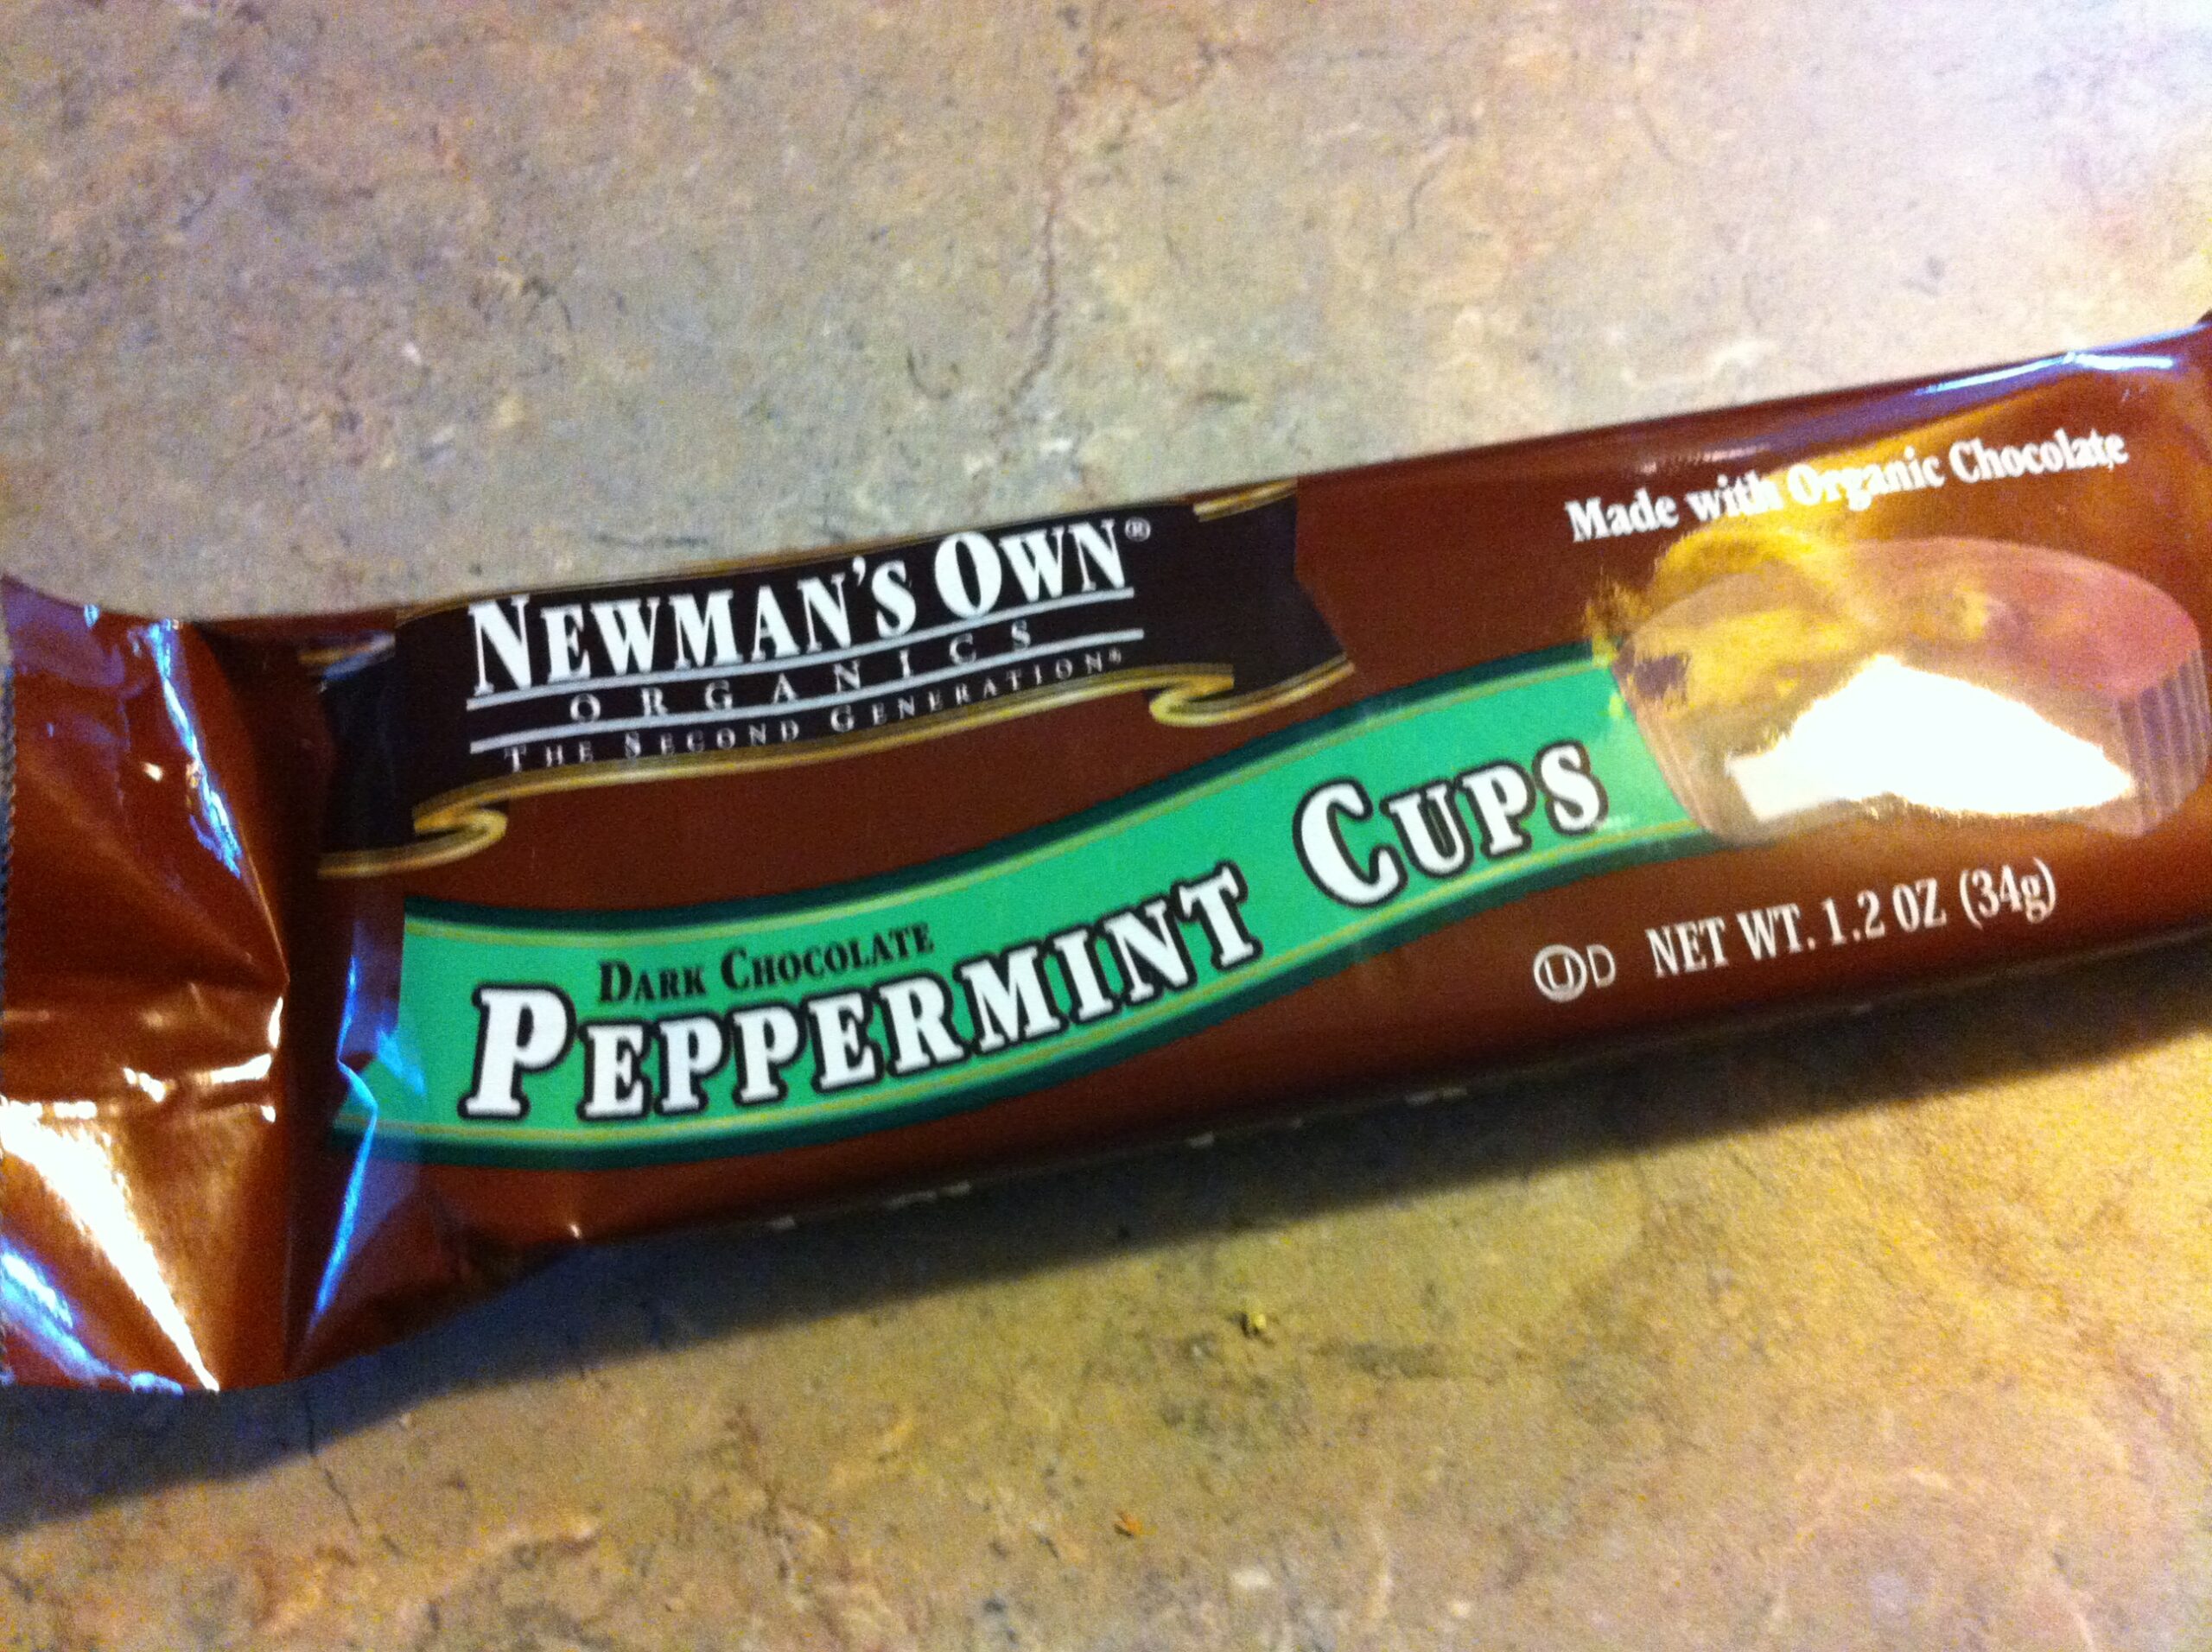 NEWMAN'S OWN®
ORGANICS
THE SECOND GENERATION®
Made with Organic Chocolate
DARK CHOCOLATE
PEPPERMINT CUPS
Ⓤ D NET WT. 1.2 OZ (34g)